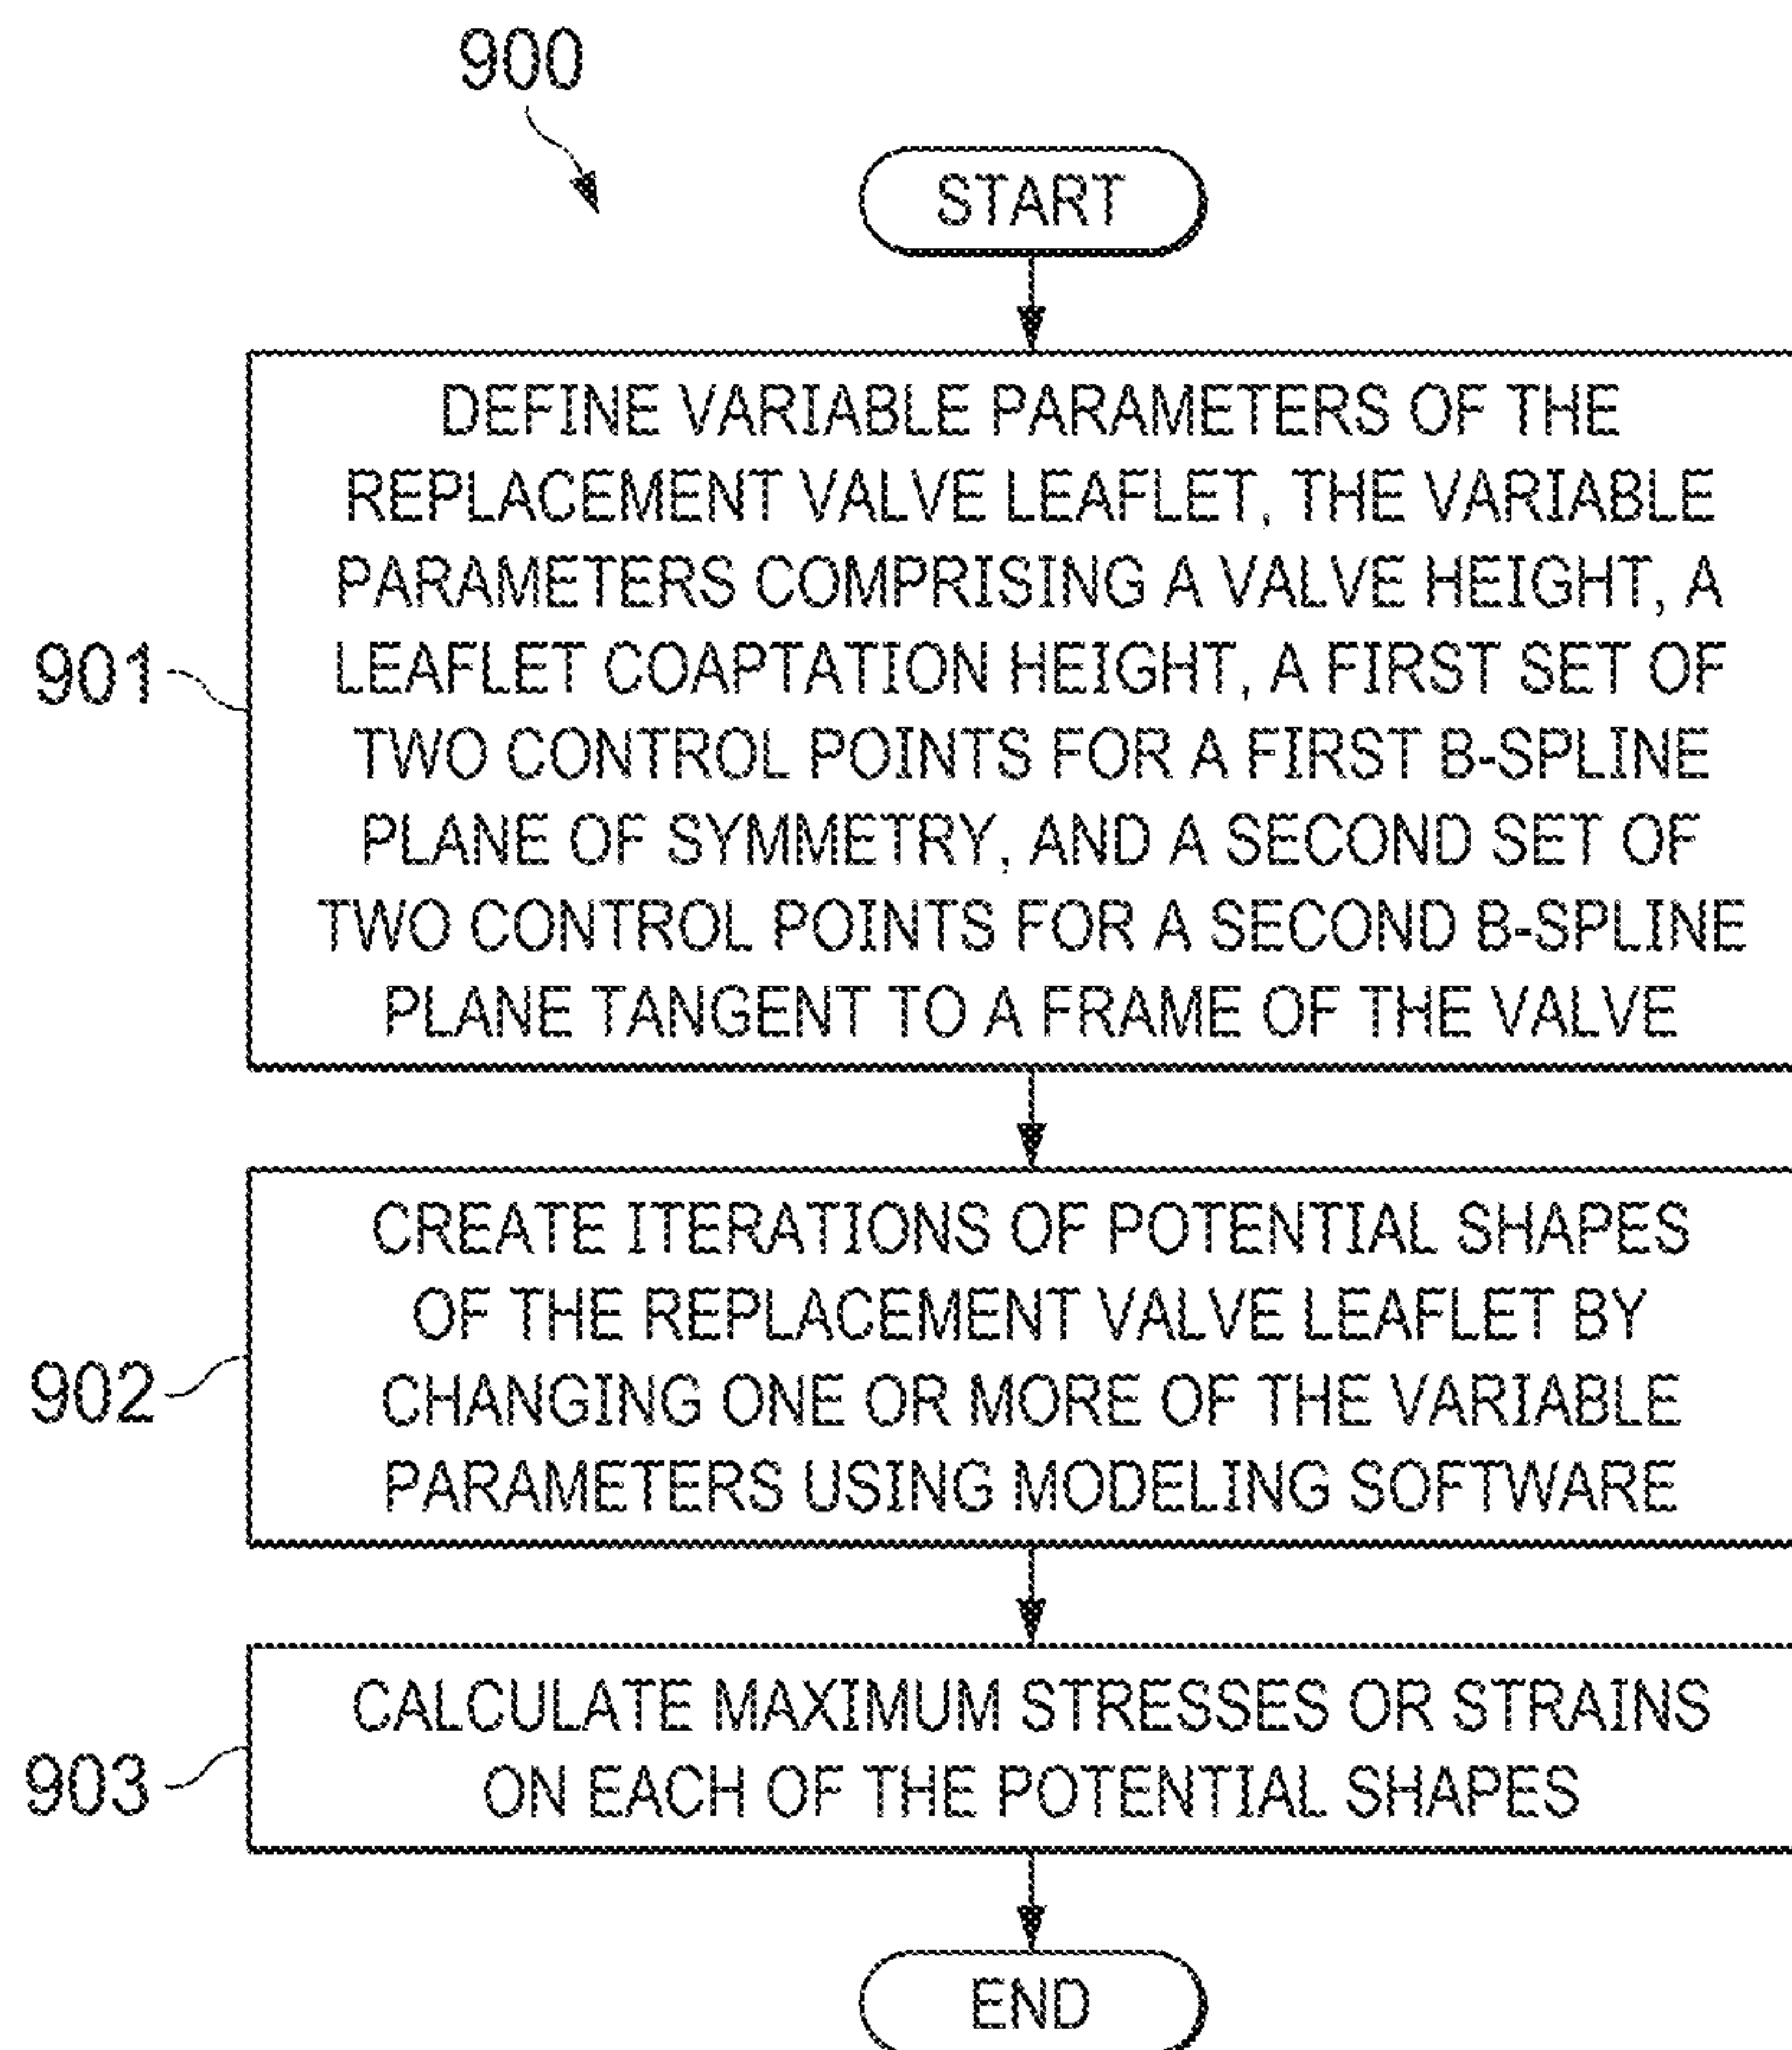 900
START
DEFINE VARIABLE PARAMETERS OF THE
REPLACEMENT VALVE LEAFLET, THE VARIABLE
PARAMETERS COMPRISING A VALVE HEIGHT, A
LEAFLET COAPTATION HEIGHT, A FIRST SET OF
TWO CONTROL POINTS FOR A FIRST B-SPLINE
PLANE OF SYMMETRY, AND A SECOND SET OF
TWO CONTROL POINTS FOR A SECOND B-SPLINE
PLANE TANGENT TO A FRAME OF THE VALVE
901
CREATE ITERATIONS OF POTENTIAL SHAPES
OF THE REPLACEMENT VALVE LEAFLET BY
CHANGING ONE OR MORE OF THE VARIABLE
PARAMETERS USING MODELING SOFTWARE
902
CALCULATE MAXIMUM STRESSES OR STRAINS
ON EACH OF THE POTENTIAL SHAPES
903
END